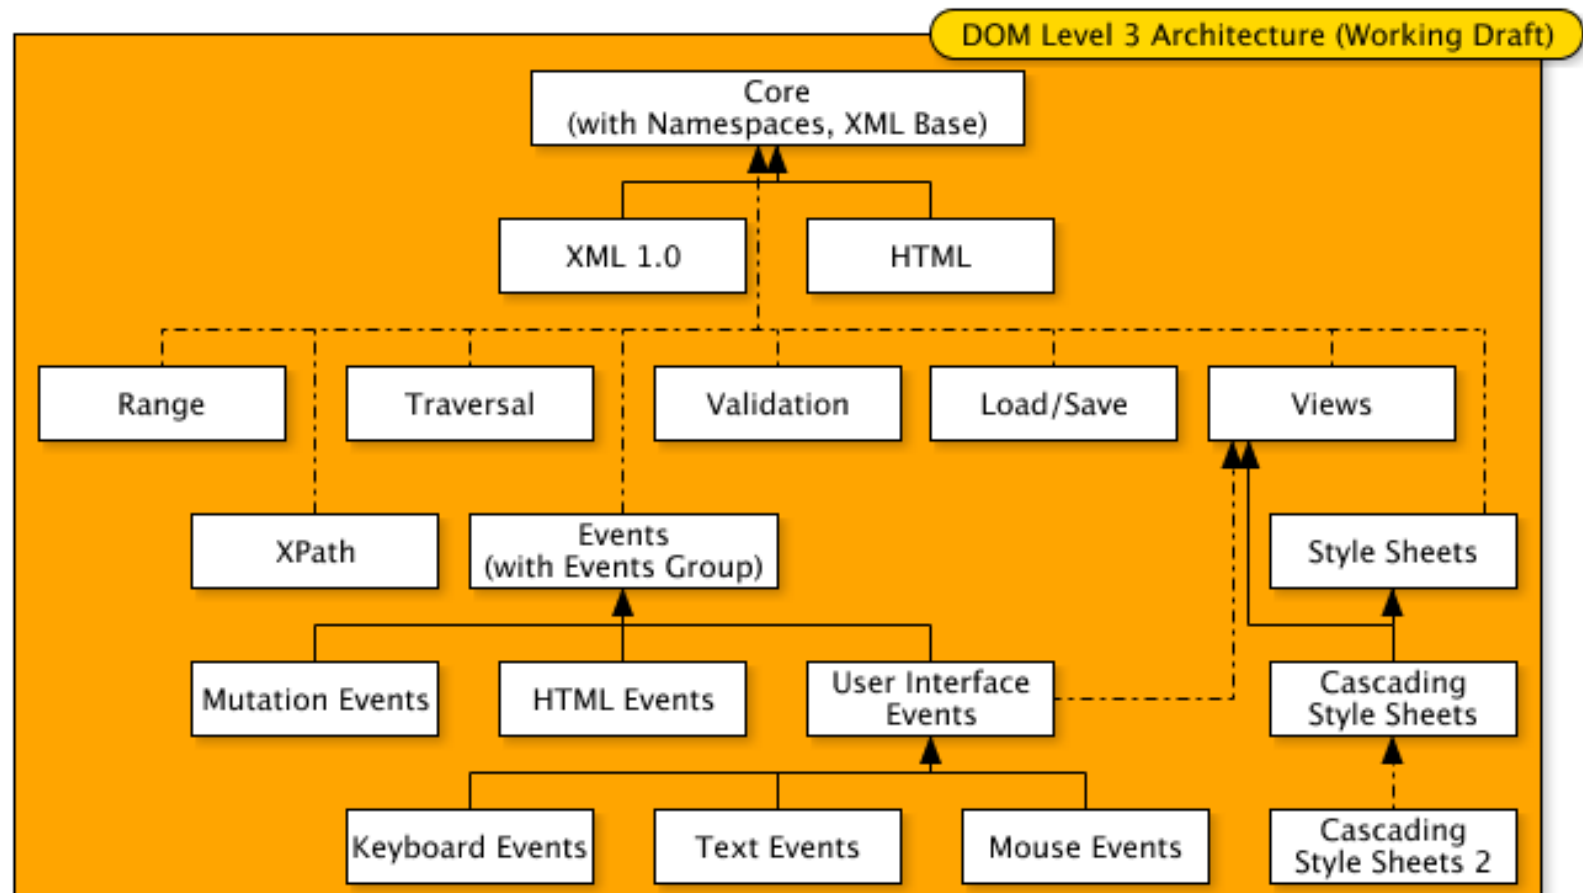 DOM Level 3 Architecture (Working Draft)
Core
(with Namespaces, XML Base)
XML 1.0
HTML
Range
Traversal
Validation
Load/Save
Views
XPath
Events
(with Events Group)
Style Sheets
Mutation Events
HTML Events
User Interface
Events
Cascading
Style Sheets
Keyboard Events
Text Events
Mouse Events
Cascading
Style Sheets 2